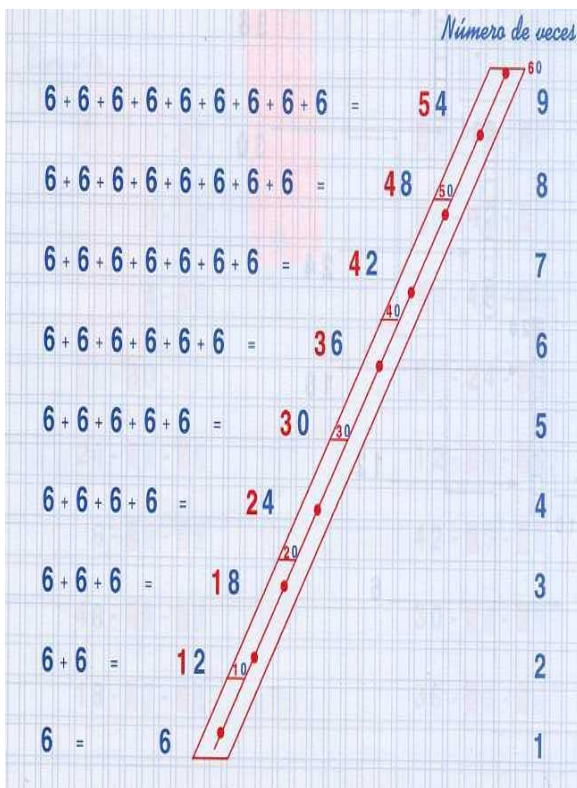 Número de veces
60
6 + 6 + 6 + 6 + 6 + 6 + 6 + 6 + 6 = 54 9
6 + 6 + 6 + 6 + 6 + 6 + 6 + 6 = 48 50 8
6 + 6 + 6 + 6 + 6 + 6 + 6 = 42 7
40
6 + 6 + 6 + 6 + 6 + 6 = 36 6
6 + 6 + 6 + 6 + 6 = 30 30 5
6 + 6 + 6 + 6 = 24 4
20
6 + 6 + 6 = 18 3
6 + 6 = 12 10 2
6 = 6 1